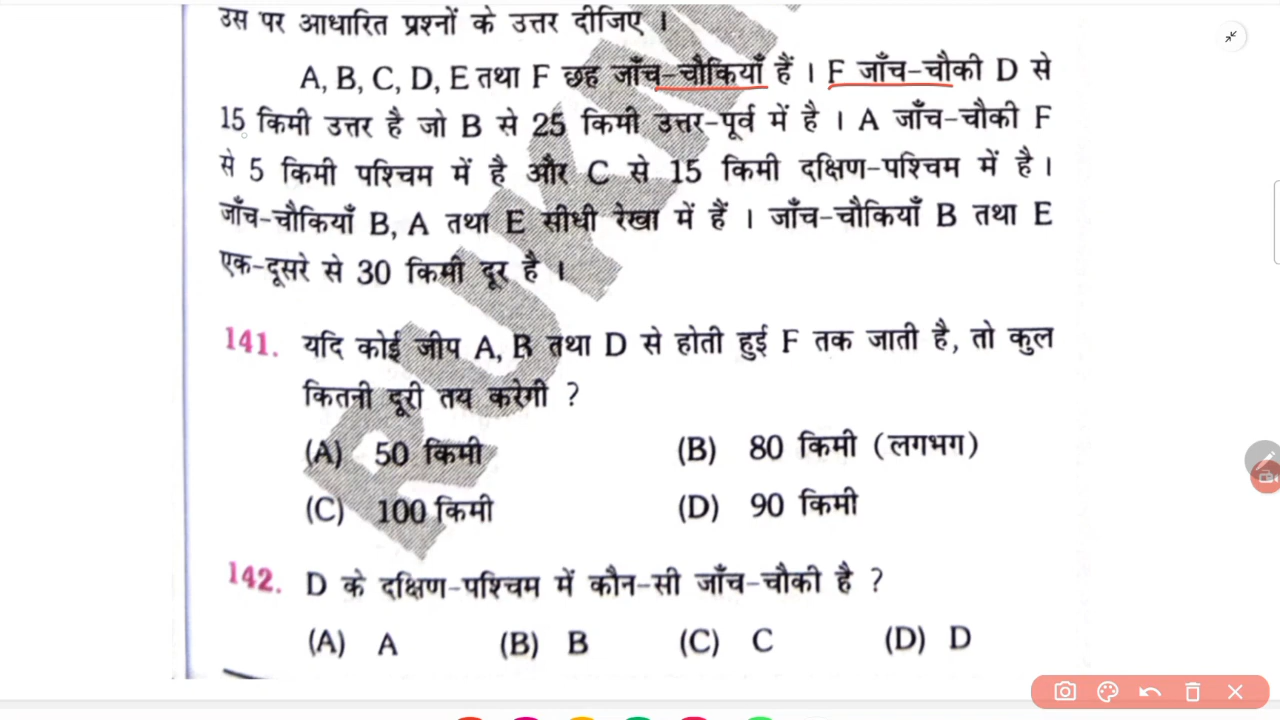 उस पर आधारित प्रश्नों के उत्तर दीजिए ।
A, B, C, D, E तथा F छह जाँच-चौकियाँ हैं । F जाँच-चौकी D से
15 किमी उत्तर है जो B से 25 किमी उत्तर-पूर्व में है । A जाँच-चौकी F
से 5 किमी पश्चिम में है और C से 15 किमी दक्षिण-पश्चिम में है ।
जाँच-चौकियाँ B, A तथा E सीधी रेखा में हैं । जाँच-चौकियाँ B तथा E
एक-दूसरे से 30 किमी दूर है ।
141. यदि कोई जीप A, B तथा D से होती हुई F तक जाती है, तो कुल
कितनी दूरी तय करेगी ?
(A) 50 किमी (B) 80 किमी (लगभग)
(C) 100 किमी (D) 90 किमी
142. D के दक्षिण-पश्चिम में कौन-सी जाँच-चौकी है ?
(A) A (B) B (C) C (D) D